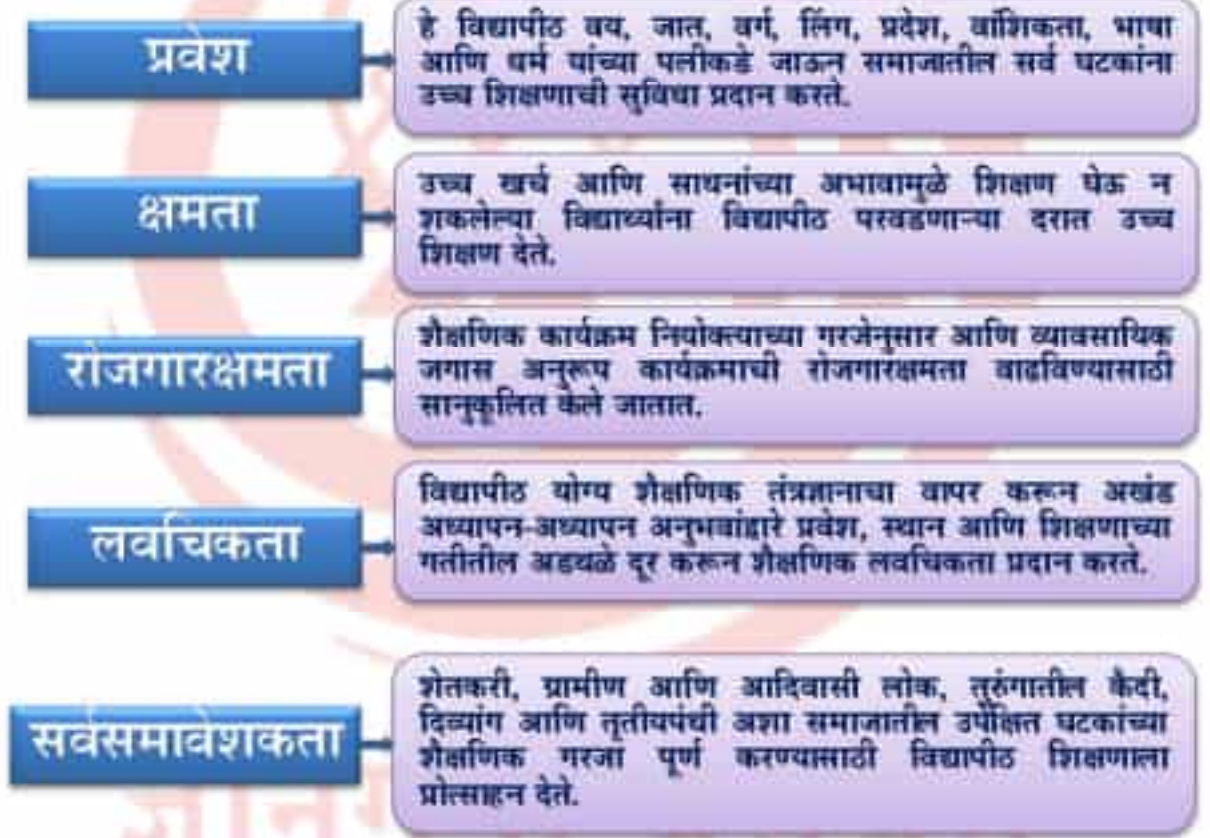 प्रवेश
हे विद्यापीठ वय, जात, वर्ग, लिंग, प्रदेश, वांशिकता, भाषा
आणि धर्म यांच्या पलीकडे जाऊन समाजातील सर्व घटकांना
उच्च शिक्षणाची सुविधा प्रदान करते.
क्षमता
उच्च खर्च आणि साधनांच्या अभावामुळे शिक्षण घेऊ न
शकलेल्या विद्यार्थ्यांना विद्यापीठ परवडणाऱ्या दरात उच्च
शिक्षण देते.
रोजगारक्षमता
शैक्षणिक कार्यक्रम नियोक्त्याच्या गरजेनुसार आणि व्यावसायिक
जगास अनुरूप कार्यक्रमाची रोजगारक्षमता वाढविण्यासाठी
सानुकूलित केले जातात.
लवचिकता
विद्यापीठ योग्य शैक्षणिक तंत्रज्ञानाचा वापर करून अखंड
अध्यापन-अध्यापन अनुभवांद्वारे प्रवेश, स्थान आणि शिक्षणाच्या
गतीतील अडथळे दूर करून शैक्षणिक लवचिकता प्रदान करते.
सर्वसमावेशकता
शेतकरी, ग्रामीण आणि आदिवासी लोक, तुरुंगातील कैदी,
दिव्यांग आणि तृतीयपंथी अशा समाजातील उपेक्षित घटकांच्या
शैक्षणिक गरजा पूर्ण करण्यासाठी विद्यापीठ शिक्षणाला
प्रोत्साहन देते.